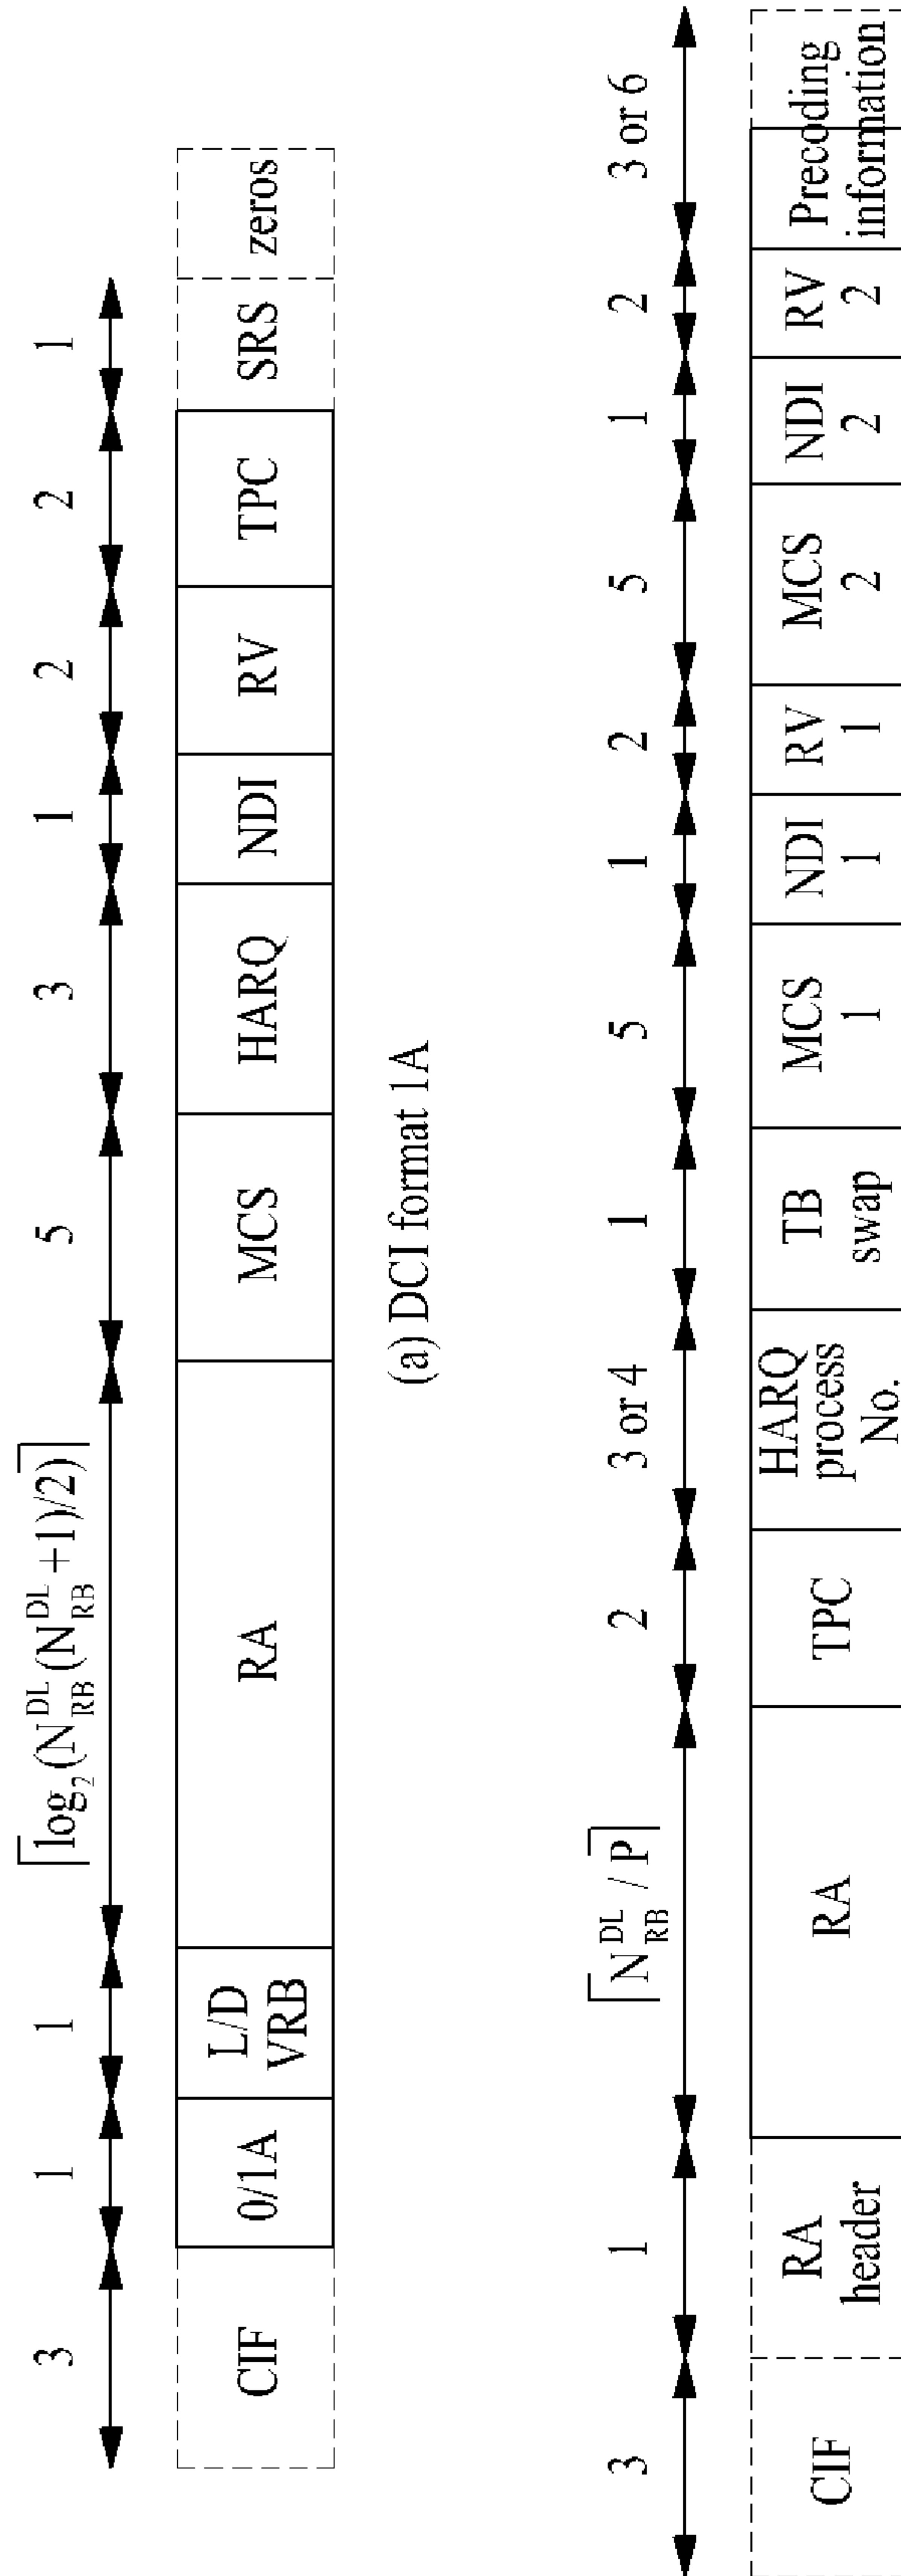 3 1 1 ⌈log₂(N_RB^DL(N_RB^DL+1)/2)⌉ 5 3 1 2 2 1
CIF 0/1A L/D VRB RA MCS HARQ NDI RV TPC SRS zeros
(a) DCI format 1A
3 1 ⌈N_RB^DL / P⌉ 2 3 or 4 1 5 1 2 5 1 2 3 or 6
CIF RA header RA TPC HARQ process No. TB swap MCS 1 NDI 1 RV 1 MCS 2 NDI 2 RV 2 Precoding information